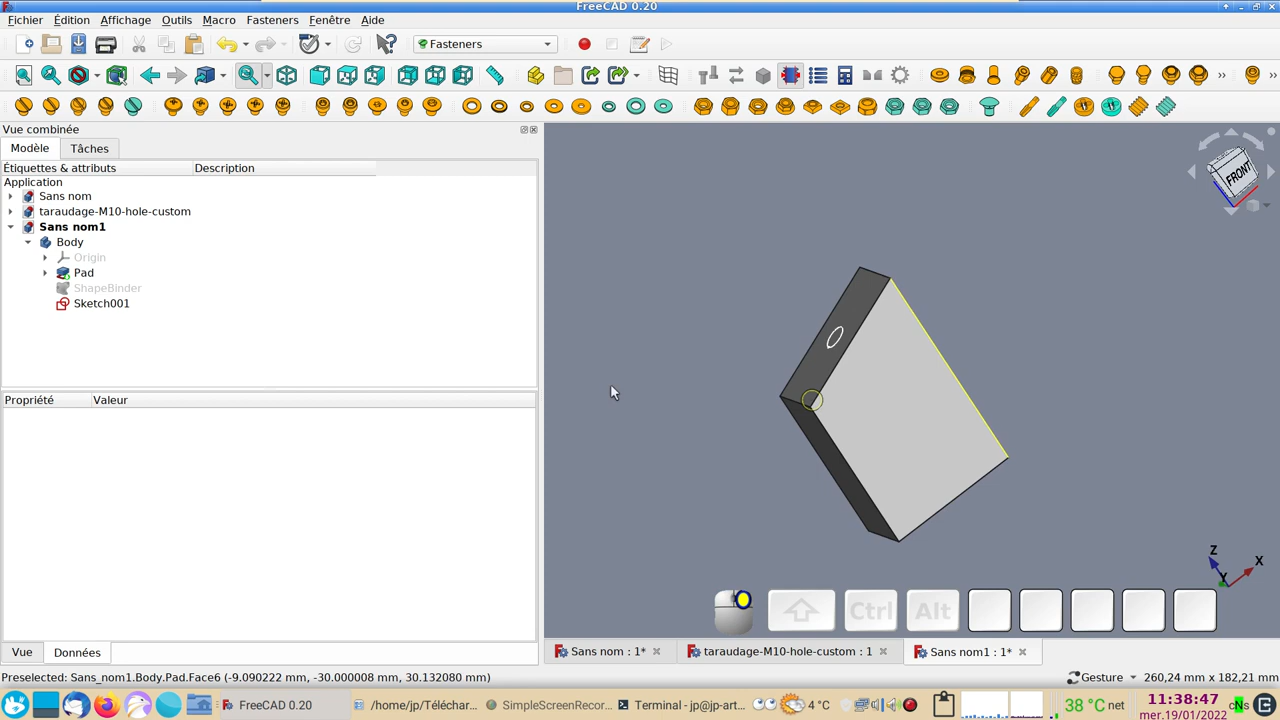 FreeCAD 0.20
Fichier Édition Affichage Outils Macro Fasteners Fenêtre Aide
Fasteners
Vue combinée
Modèle Tâches
Étiquettes & attributs Description
Application
Sans nom
taraudage-M10-hole-custom
Sans nom1
Body
Origin
Pad
ShapeBinder
Sketch001
FRONT
Propriété Valeur
Z
X
Y
Ctrl Alt
Vue Données
Sans nom : 1* taraudage-M10-hole-custom : 1 Sans nom1 : 1*
Preselected: Sans_nom1.Body.Pad.Face6 (-9.090222 mm, -30.000008 mm, 30.132080 mm) Gesture 260,24 mm x 182,21 mm
FreeCAD 0.20 /home/jp/Téléchar... SimpleScreenRecor... Terminal - jp@jp-art... 4°C 38°C net 11:38:47
mer.19/01/2022